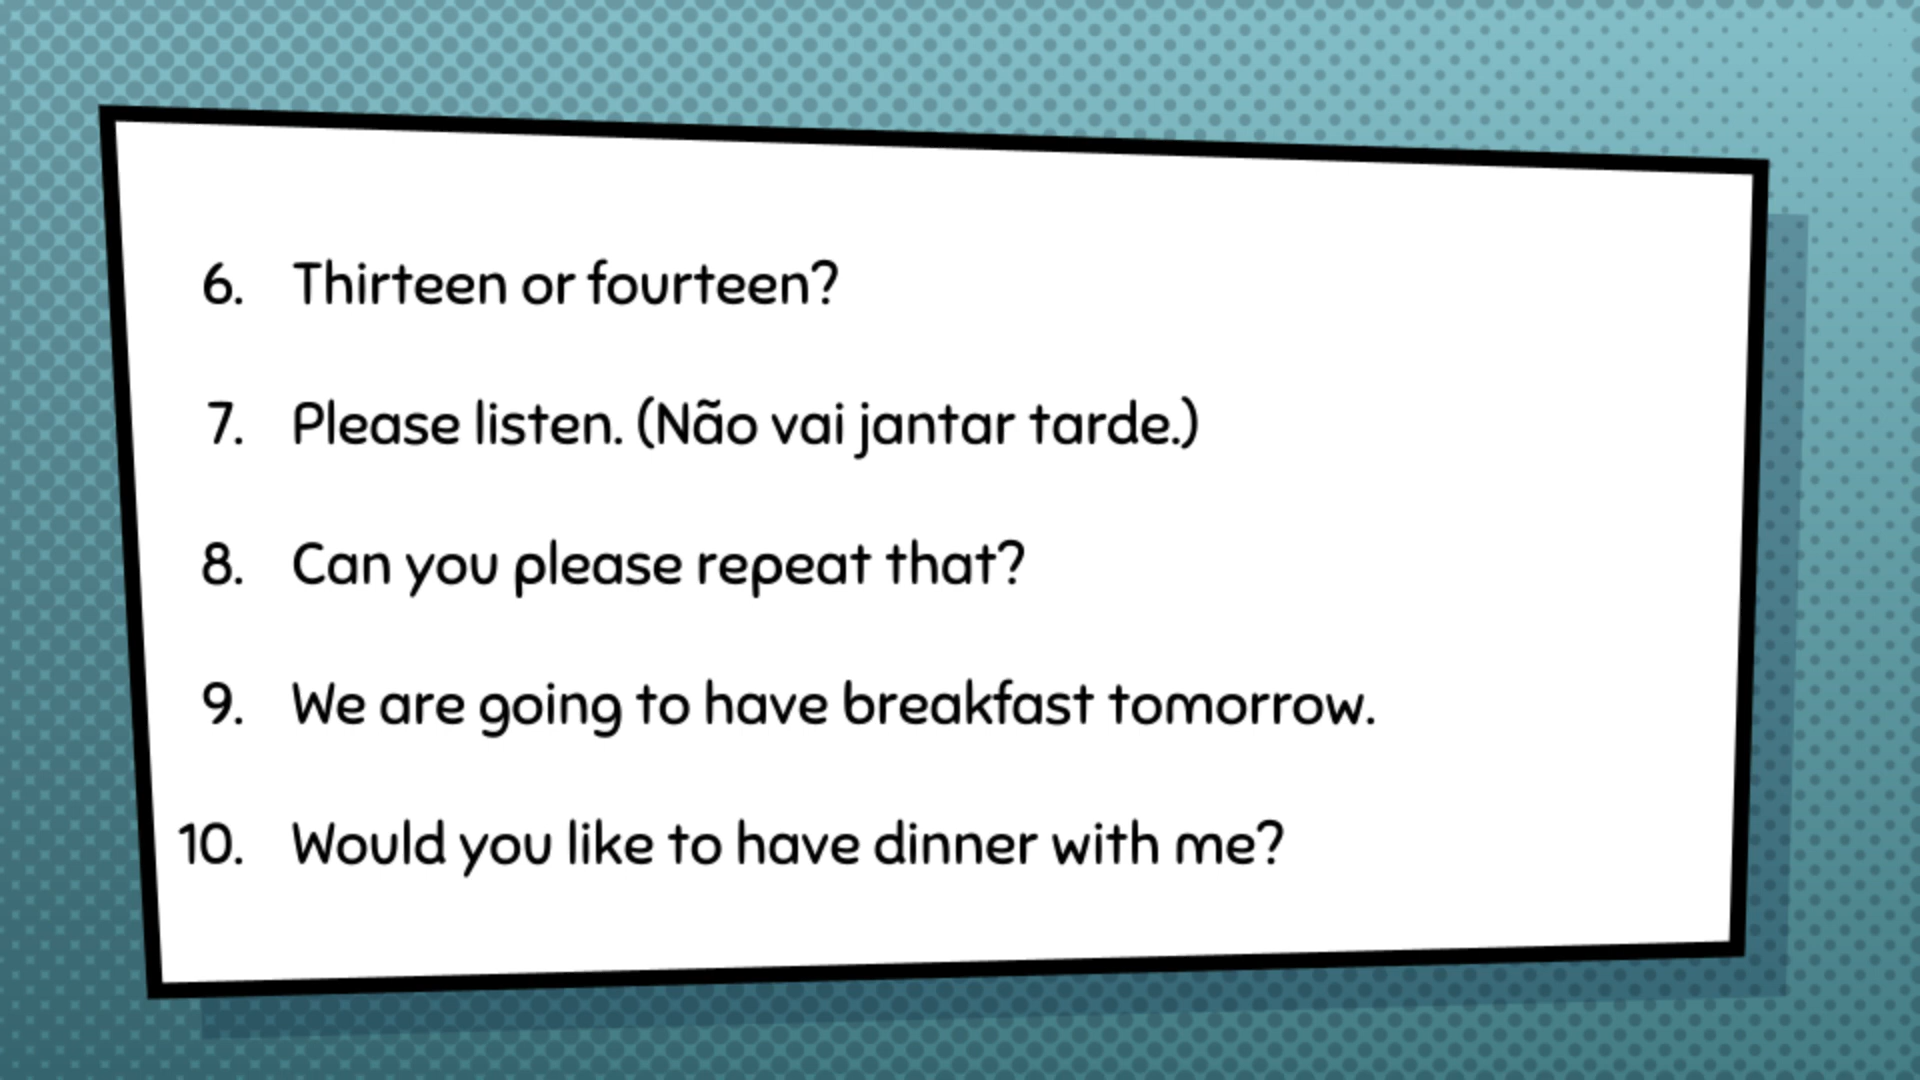 6. Thirteen or fourteen?
7. Please listen. (Não vai jantar tarde.)
8. Can you please repeat that?
9. We are going to have breakfast tomorrow.
10. Would you like to have dinner with me?